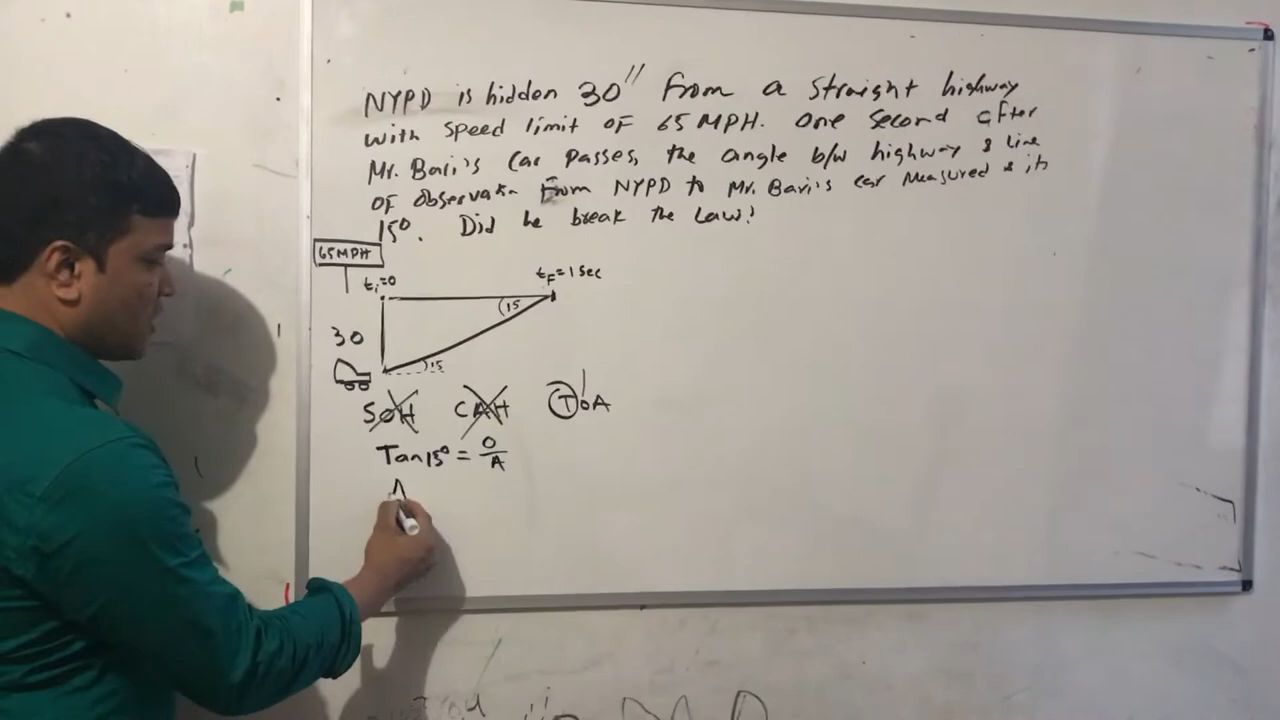 NYPD is hidden 30'' from a straight highway
with speed limit of 65 MPH. One second after
Mr. Bari's car passes, the angle b/w highway & line
of observatn from NYPD to Mr. Bari's car measured & its
15°. Did he break the Law?
65MPH
ti=0
tF=1 Sec
15
30
15
SOH CAH TOA
Tan15° = O/A
A